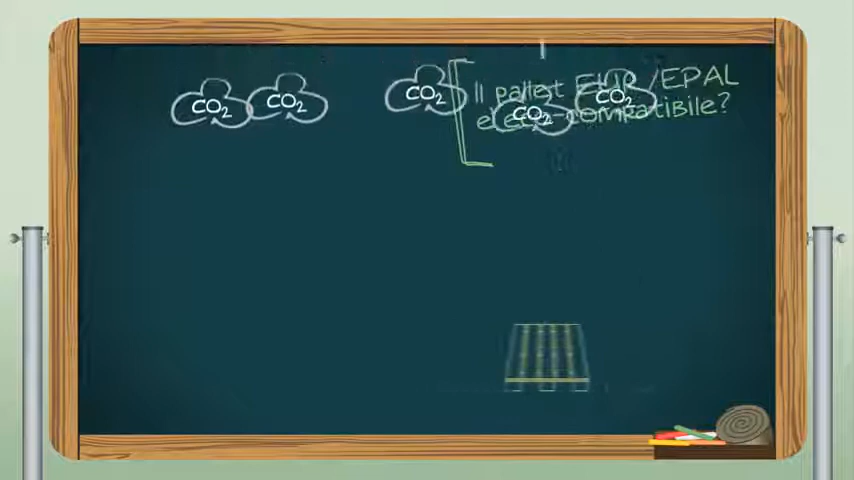 CO2 CO2 CO2 CO2 CO2
Il pallet EUR/EPAL
è eco-compatibile?